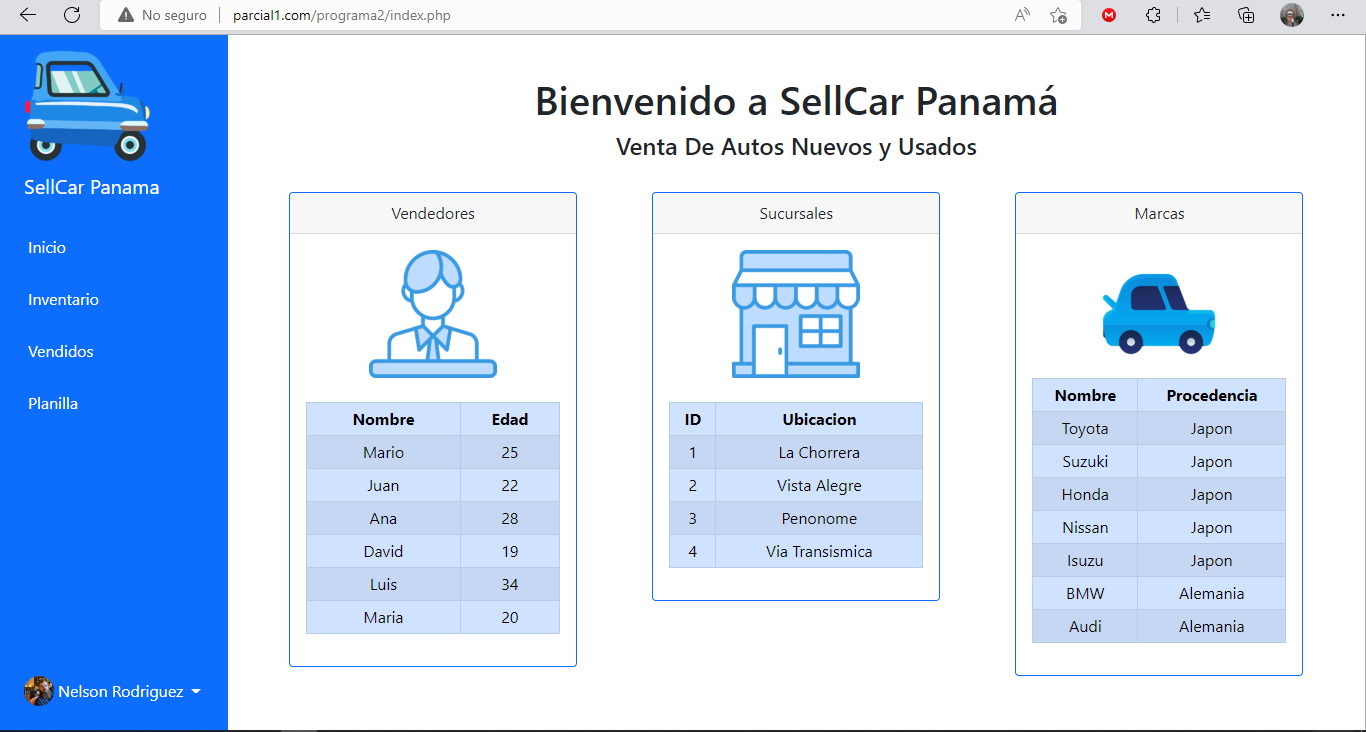 No seguro
parcial1.com/programa2/index.php
SellCar Panama
Inicio
Inventario
Vendidos
Planilla
Nelson Rodriguez
Bienvenido a SellCar Panamá
Venta De Autos Nuevos y Usados
Vendedores
Nombre Edad
Mario 25
Juan 22
Ana 28
David 19
Luis 34
Maria 20
Sucursales
ID Ubicacion
1 La Chorrera
2 Vista Alegre
3 Penonome
4 Via Transismica
Marcas
Nombre Procedencia
Toyota Japon
Suzuki Japon
Honda Japon
Nissan Japon
Isuzu Japon
BMW Alemania
Audi Alemania